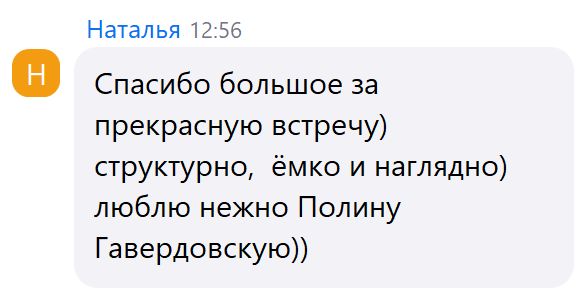 Наталья 12:56
Н
Спасибо большое за
прекрасную встречу)
структурно,  ёмко и наглядно)
люблю нежно Полину
Гавердовскую))